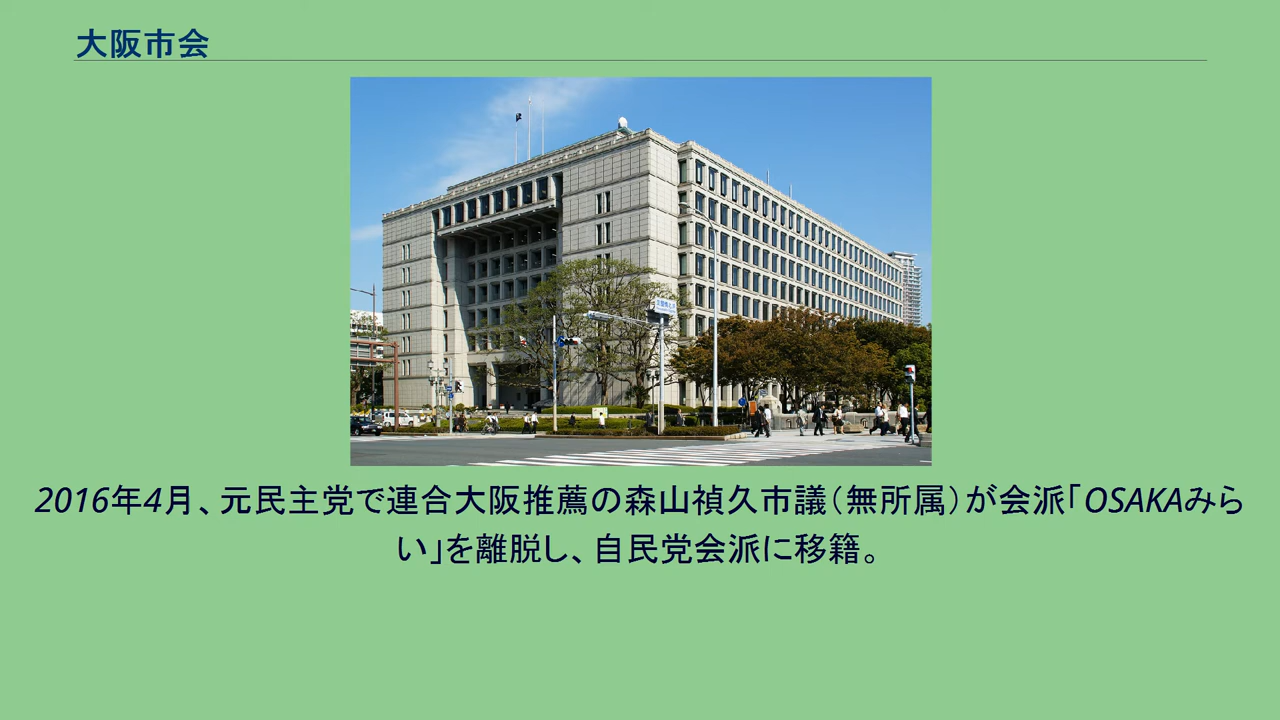 大阪市会
2016年4月、元民主党で連合大阪推薦の森山禎久市議（無所属）が会派「OSAKAみら
い」を離脱し、自民党会派に移籍。